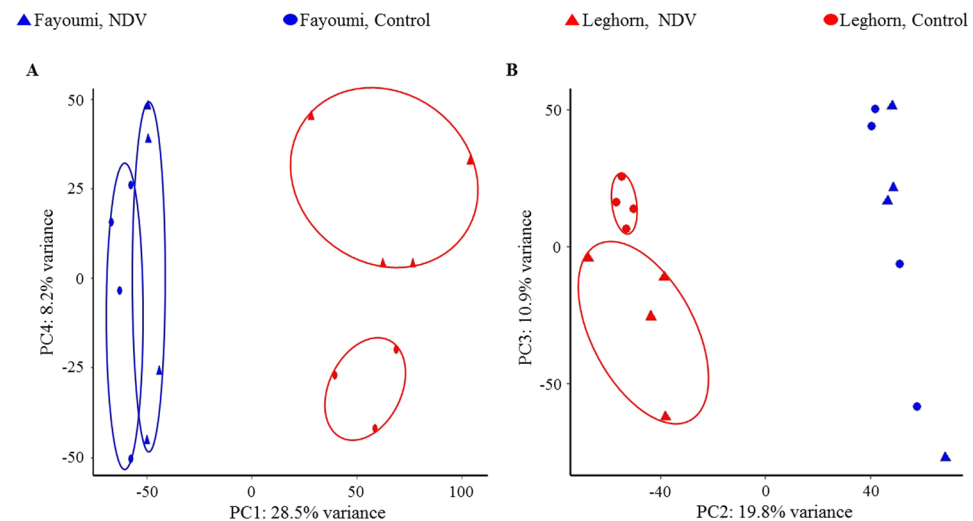 Fayoumi, NDV Fayoumi, Control Leghorn, NDV Leghorn, Control
A
50
25
0
-25
-50
PC4: 8.2% variance
-50 0 50 100
PC1: 28.5% variance
B
50
0
-50
PC3: 10.9% variance
-40 0 40
PC2: 19.8% variance